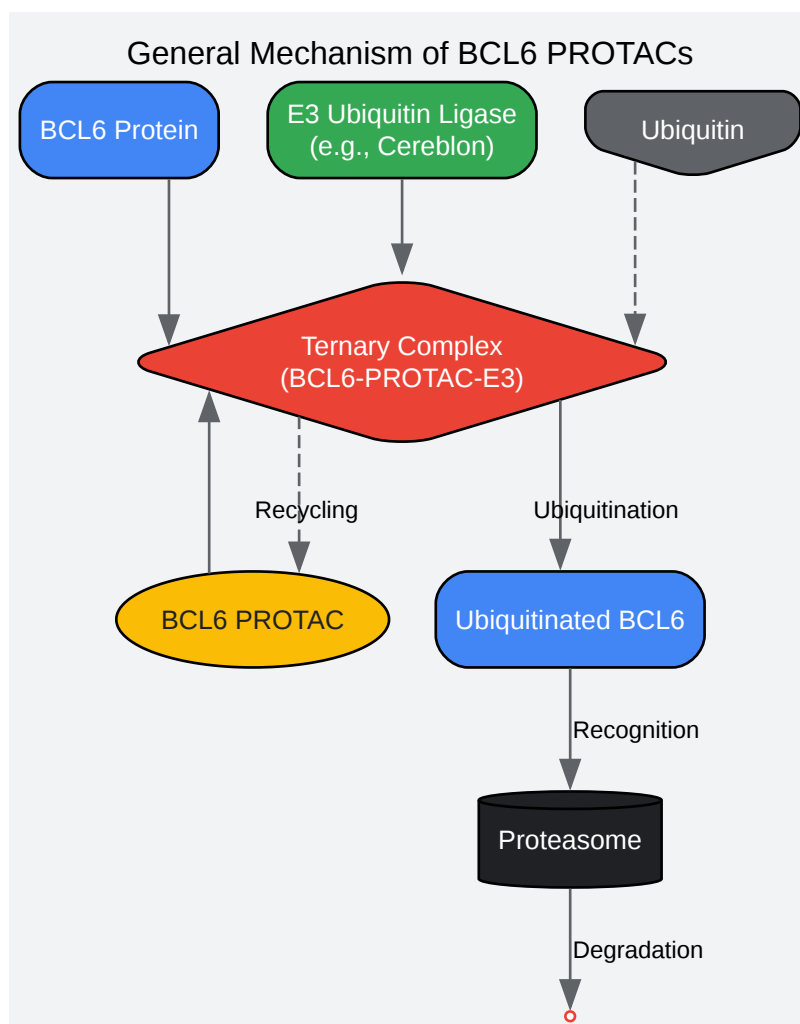 General Mechanism of BCL6 PROTACs
BCL6 Protein
E3 Ubiquitin Ligase
(e.g., Cereblon)
Ubiquitin
Ternary Complex
(BCL6-PROTAC-E3)
Recycling
Ubiquitination
BCL6 PROTAC
Ubiquitinated BCL6
Recognition
Proteasome
Degradation